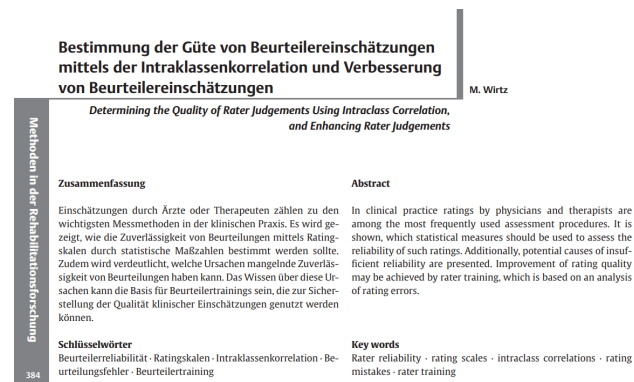 Bestimmung der Güte von Beurteilereinschätzungen
mittels der Intraklassenkorrelation und Verbesserung
von Beurteilereinschätzungen
M. Wirtz
Determining the Quality of Rater Judgements Using Intraclass Correlation,
and Enhancing Rater Judgements
Methoden in der Rehabilitationsforschung
384
Zusammenfassung
Einschätzungen durch Ärzte oder Therapeuten zählen zu den
wichtigsten Messmethoden in der klinischen Praxis. Es wird ge-
zeigt, wie die Zuverlässigkeit von Beurteilungen mittels Rating-
skalen durch statistische Maßzahlen bestimmt werden sollte.
Zudem wird verdeutlicht, welche Ursachen mangelnde Zuverläs-
sigkeit von Beurteilungen haben kann. Das Wissen über diese Ur-
sachen kann die Basis für Beurteilertrainings sein, die zur Sicher-
stellung der Qualität klinischer Einschätzungen genutzt werden
können.
Schlüsselwörter
Beurteilerreliabilität · Ratingskalen · Intraklassenkorrelation · Be-
urteilungsfehler · Beurteilertraining
Abstract
In clinical practice ratings by physicians and therapists are
among the most frequently used assessment procedures. It is
shown, which statistical measures should be used to assess the
reliability of such ratings. Additionally, potential causes of insuf-
ficient reliability are presented. Improvement of rating quality
may be achieved by rater training, which is based on an analysis
of rating errors.
Key words
Rater reliability · rating scales · intraclass correlations · rating
mistakes · rater training